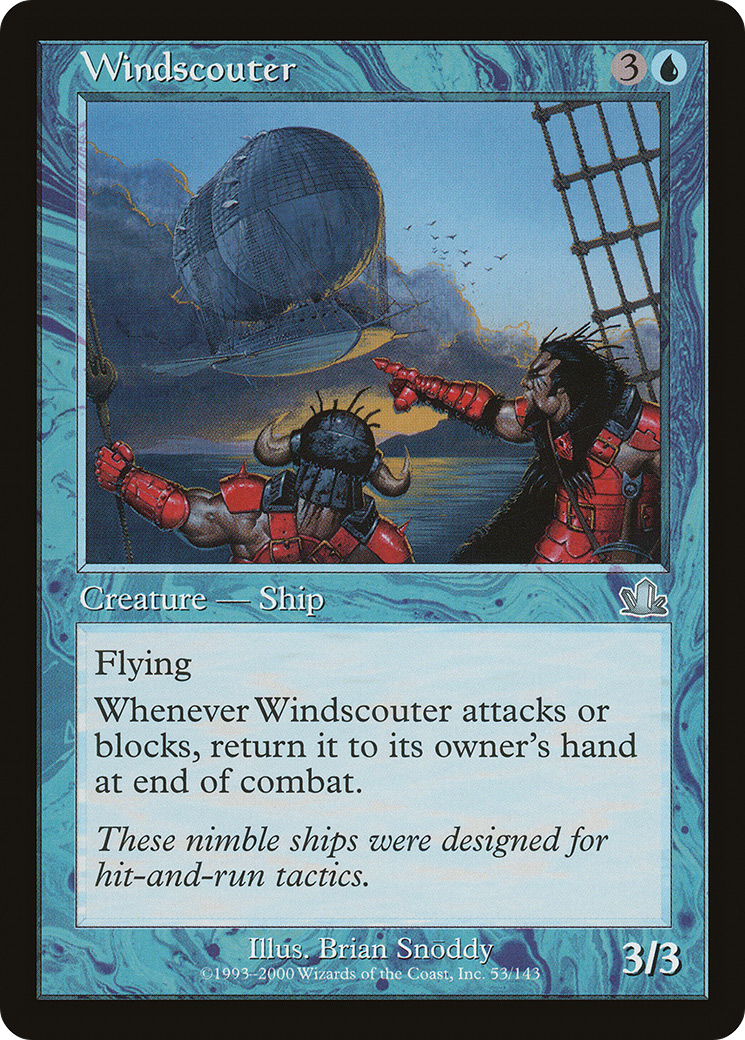 Windscouter 3
Creature — Ship
Flying
Whenever Windscouter attacks or
blocks, return it to its owner's hand
at end of combat.
These nimble ships were designed for
hit-and-run tactics.
Illus. Brian Snōddy
©1993–2000 Wizards of the Coast, Inc. 53/143
3/3